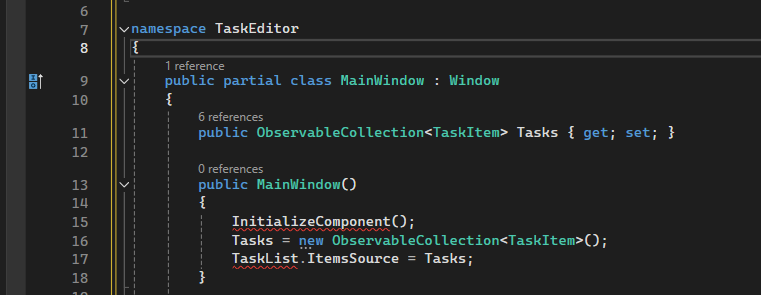 6
7 namespace TaskEditor
8 {
1 reference
9 public partial class MainWindow : Window
10 {
6 references
11 public ObservableCollection<TaskItem> Tasks { get; set; }
12
0 references
13 public MainWindow()
14 {
15 InitializeComponent();
16 Tasks = new ObservableCollection<TaskItem>();
17 TaskList.ItemsSource = Tasks;
18 }